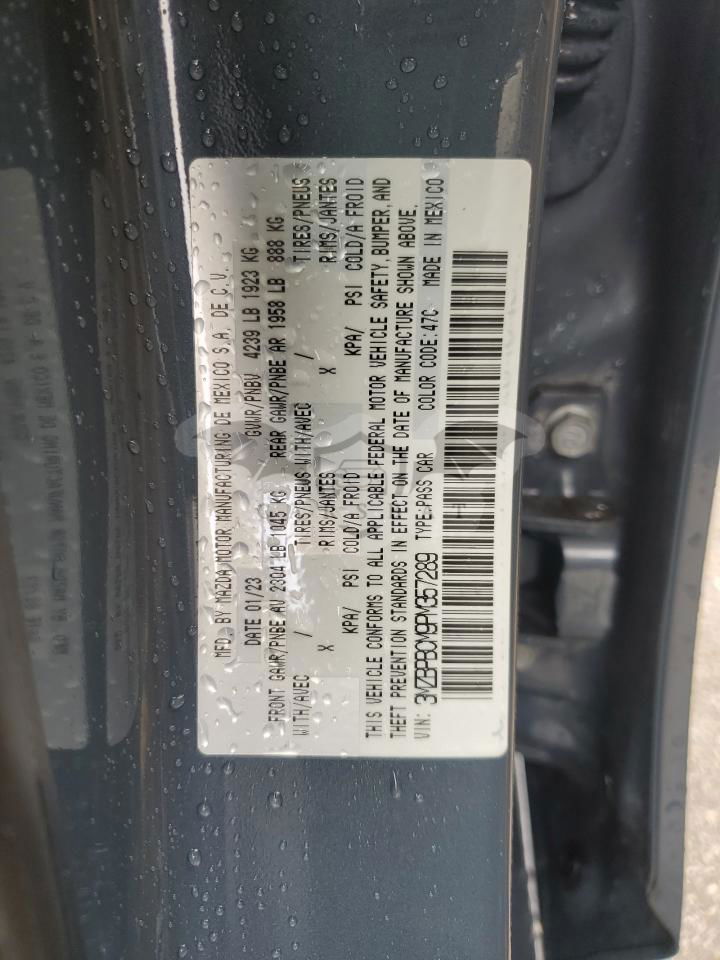 MFD. BY MAZDA MOTOR MANUFACTURING DE MEXICO S.A. DE C.V.
DATE 01/23 GVWR/PNBV 4239 LB 1923 KG
FRONT GAWR/PNBE AV 2304 LB 1045 KG REAR GAWR/PNBE AR 1958 LB 888 KG
WITH/AVEC / TIRES/PNEUS WITH/AVEC / TIRES/PNEUS
X RIMS/JANTES X RIMS/JANTES
KPA/ PSI COLD/A FROID KPA/ PSI COLD/A FROID
THIS VEHICLE CONFORMS TO ALL APPLICABLE FEDERAL MOTOR VEHICLE SAFETY, BUMPER, AND
THEFT PREVENTION STANDARDS IN EFFECT ON THE DATE OF MANUFACTURE SHOWN ABOVE.
VIN: 3MZBPBCM9PM357289 TYPE:PASS CAR COLOR CODE:47C MADE IN MEXICO